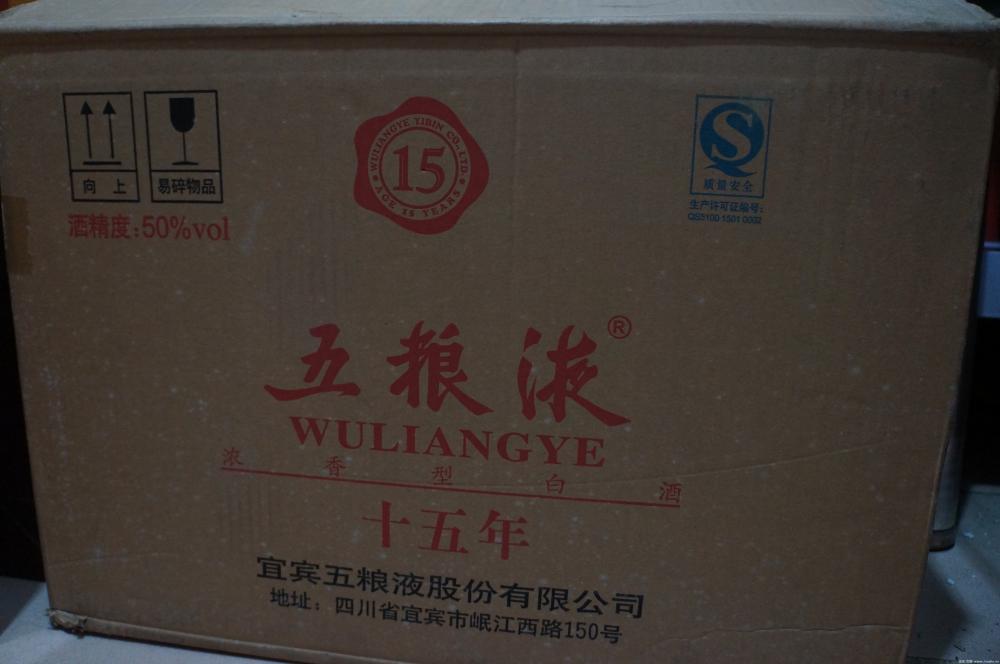 向 上
易碎物品
酒精度:50%vol
WULIANGYE YIBIN CO.,LTD.
15
AGE 15 YEARS
S
质量安全
生产许可证编号:
QS5100 1501 0002
五粮液®
WULIANGYE
浓香型白酒
十五年
宜宾五粮液股份有限公司
地址：四川省宜宾市岷江西路150号